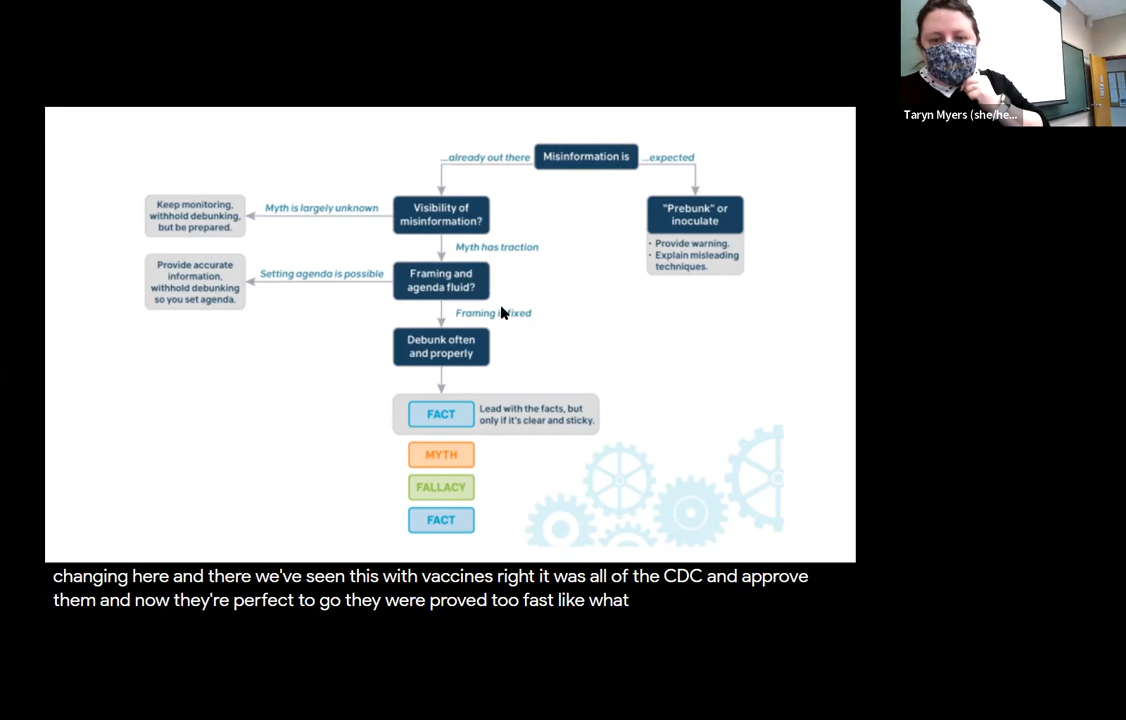 Taryn Myers (she/he...
...already out there
Misinformation is
...expected
Keep monitoring,
withhold debunking,
but be prepared.
Myth is largely unknown
Visibility of
misinformation?
"Prebunk" or
inoculate
· Provide warning.
· Explain misleading
techniques.
Myth has traction
Provide accurate
information,
withhold debunking
so you set agenda.
Setting agenda is possible
Framing and
agenda fluid?
Framing is fixed
Debunk often
and properly
FACT
Lead with the facts, but
only if it's clear and sticky.
MYTH
FALLACY
FACT
changing here and there we've seen this with vaccines right it was all of the CDC and approve
them and now they're perfect to go they were proved too fast like what